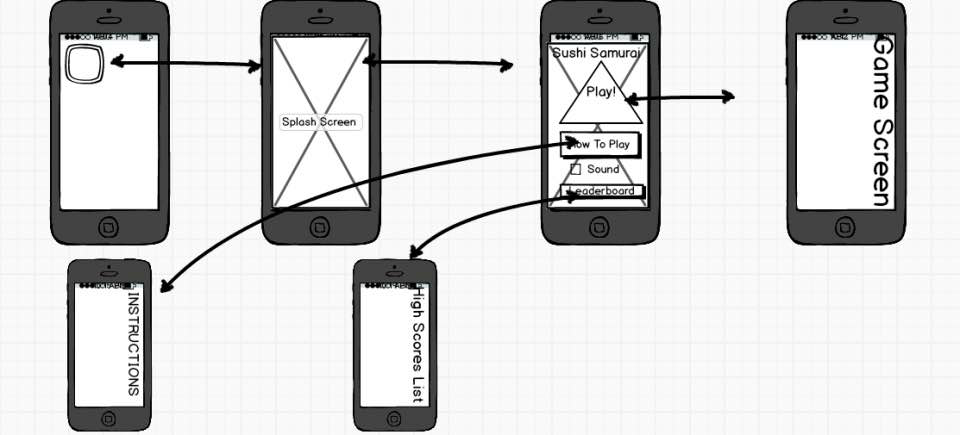 Splash Screen
Sushi Samurai
Play!
How To Play
Sound
Leaderboard
Game Screen
INSTRUCTIONS
High Scores List